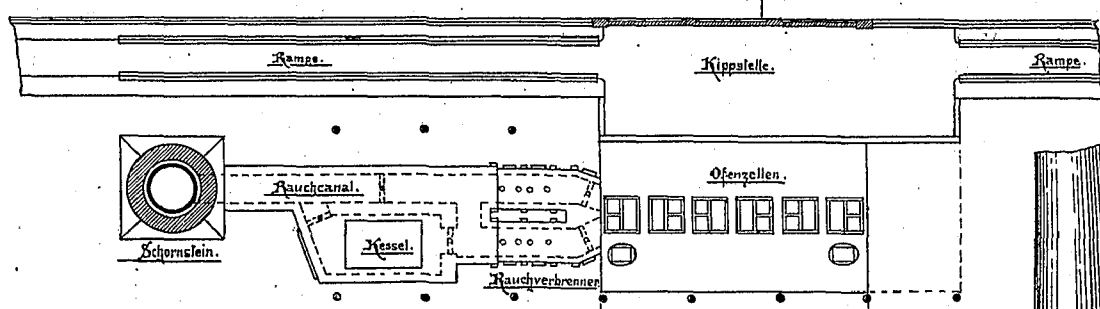 Rampe.
Kippstelle.
Rampe.
Rauchcanal.
Ofenzellen.
Kessel.
Schornstein.
Rauchverbrenner